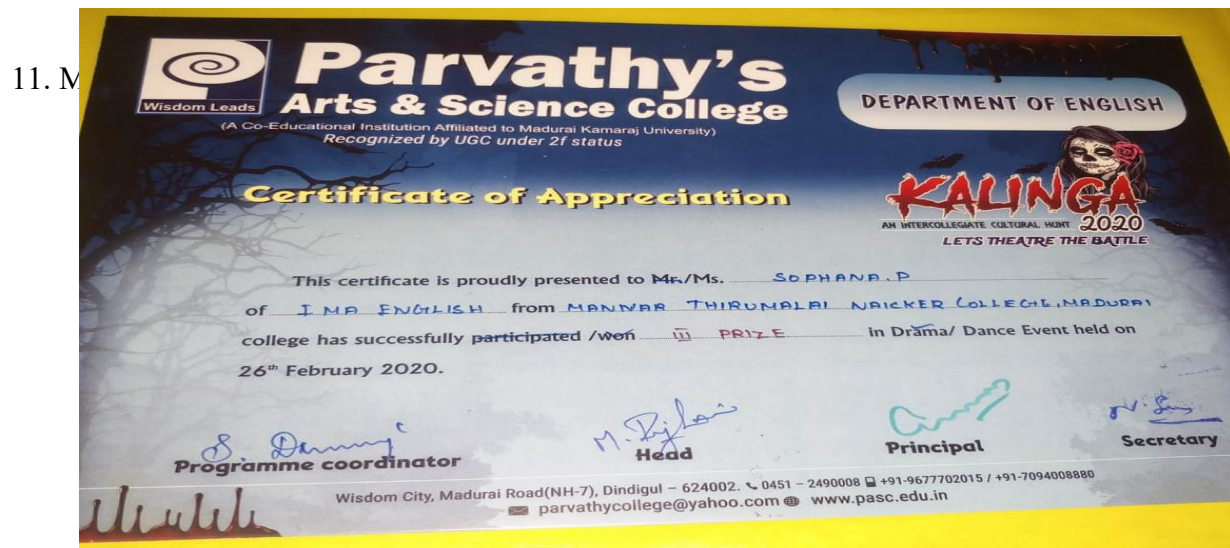 11. M
Parvathy's
Wisdom Leads
Arts & Science College
(A Co-Educational Institution Affiliated to Madurai Kamaraj University)
Recognized by UGC under 2f status
DEPARTMENT OF ENGLISH
Certificate of Appreciation
KALINGA
AN INTERCOLLEGIATE CULTURAL HUNT 2020
LETS THEATRE THE BATTLE
This certificate is proudly presented to Mr./Ms. SOPHANA.P
of I MA ENGLISH from MANNAR THIRUMALAI NAICKER COLLEGE, MADURAI
college has successfully participated /won III PRIZE in Drama/ Dance Event held on
26th February 2020.
Programme coordinator
Head
Principal
Secretary
Wisdom City, Madurai Road(NH-7), Dindigul – 624002. 0451 – 2490008 +91-9677702015 / +91-7094008880
parvathycollege@yahoo.com www.pasc.edu.in